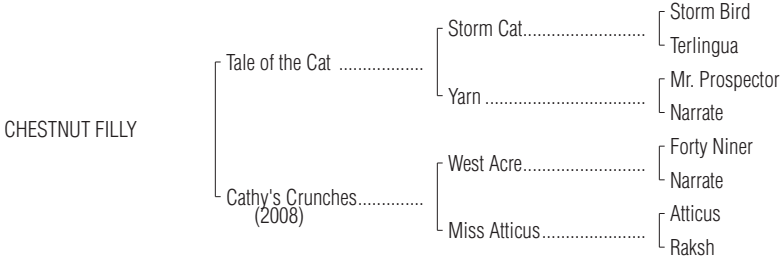 Storm Bird
Storm Cat..............................
Terlingua
Tale of the Cat ..................
Mr. Prospector
Yarn ........................................
Narrate
CHESTNUT FILLY
Forty Niner
West Acre..............................
Narrate
Cathy's Crunches..............
(2008)
Atticus
Miss Atticus..........................
Raksh